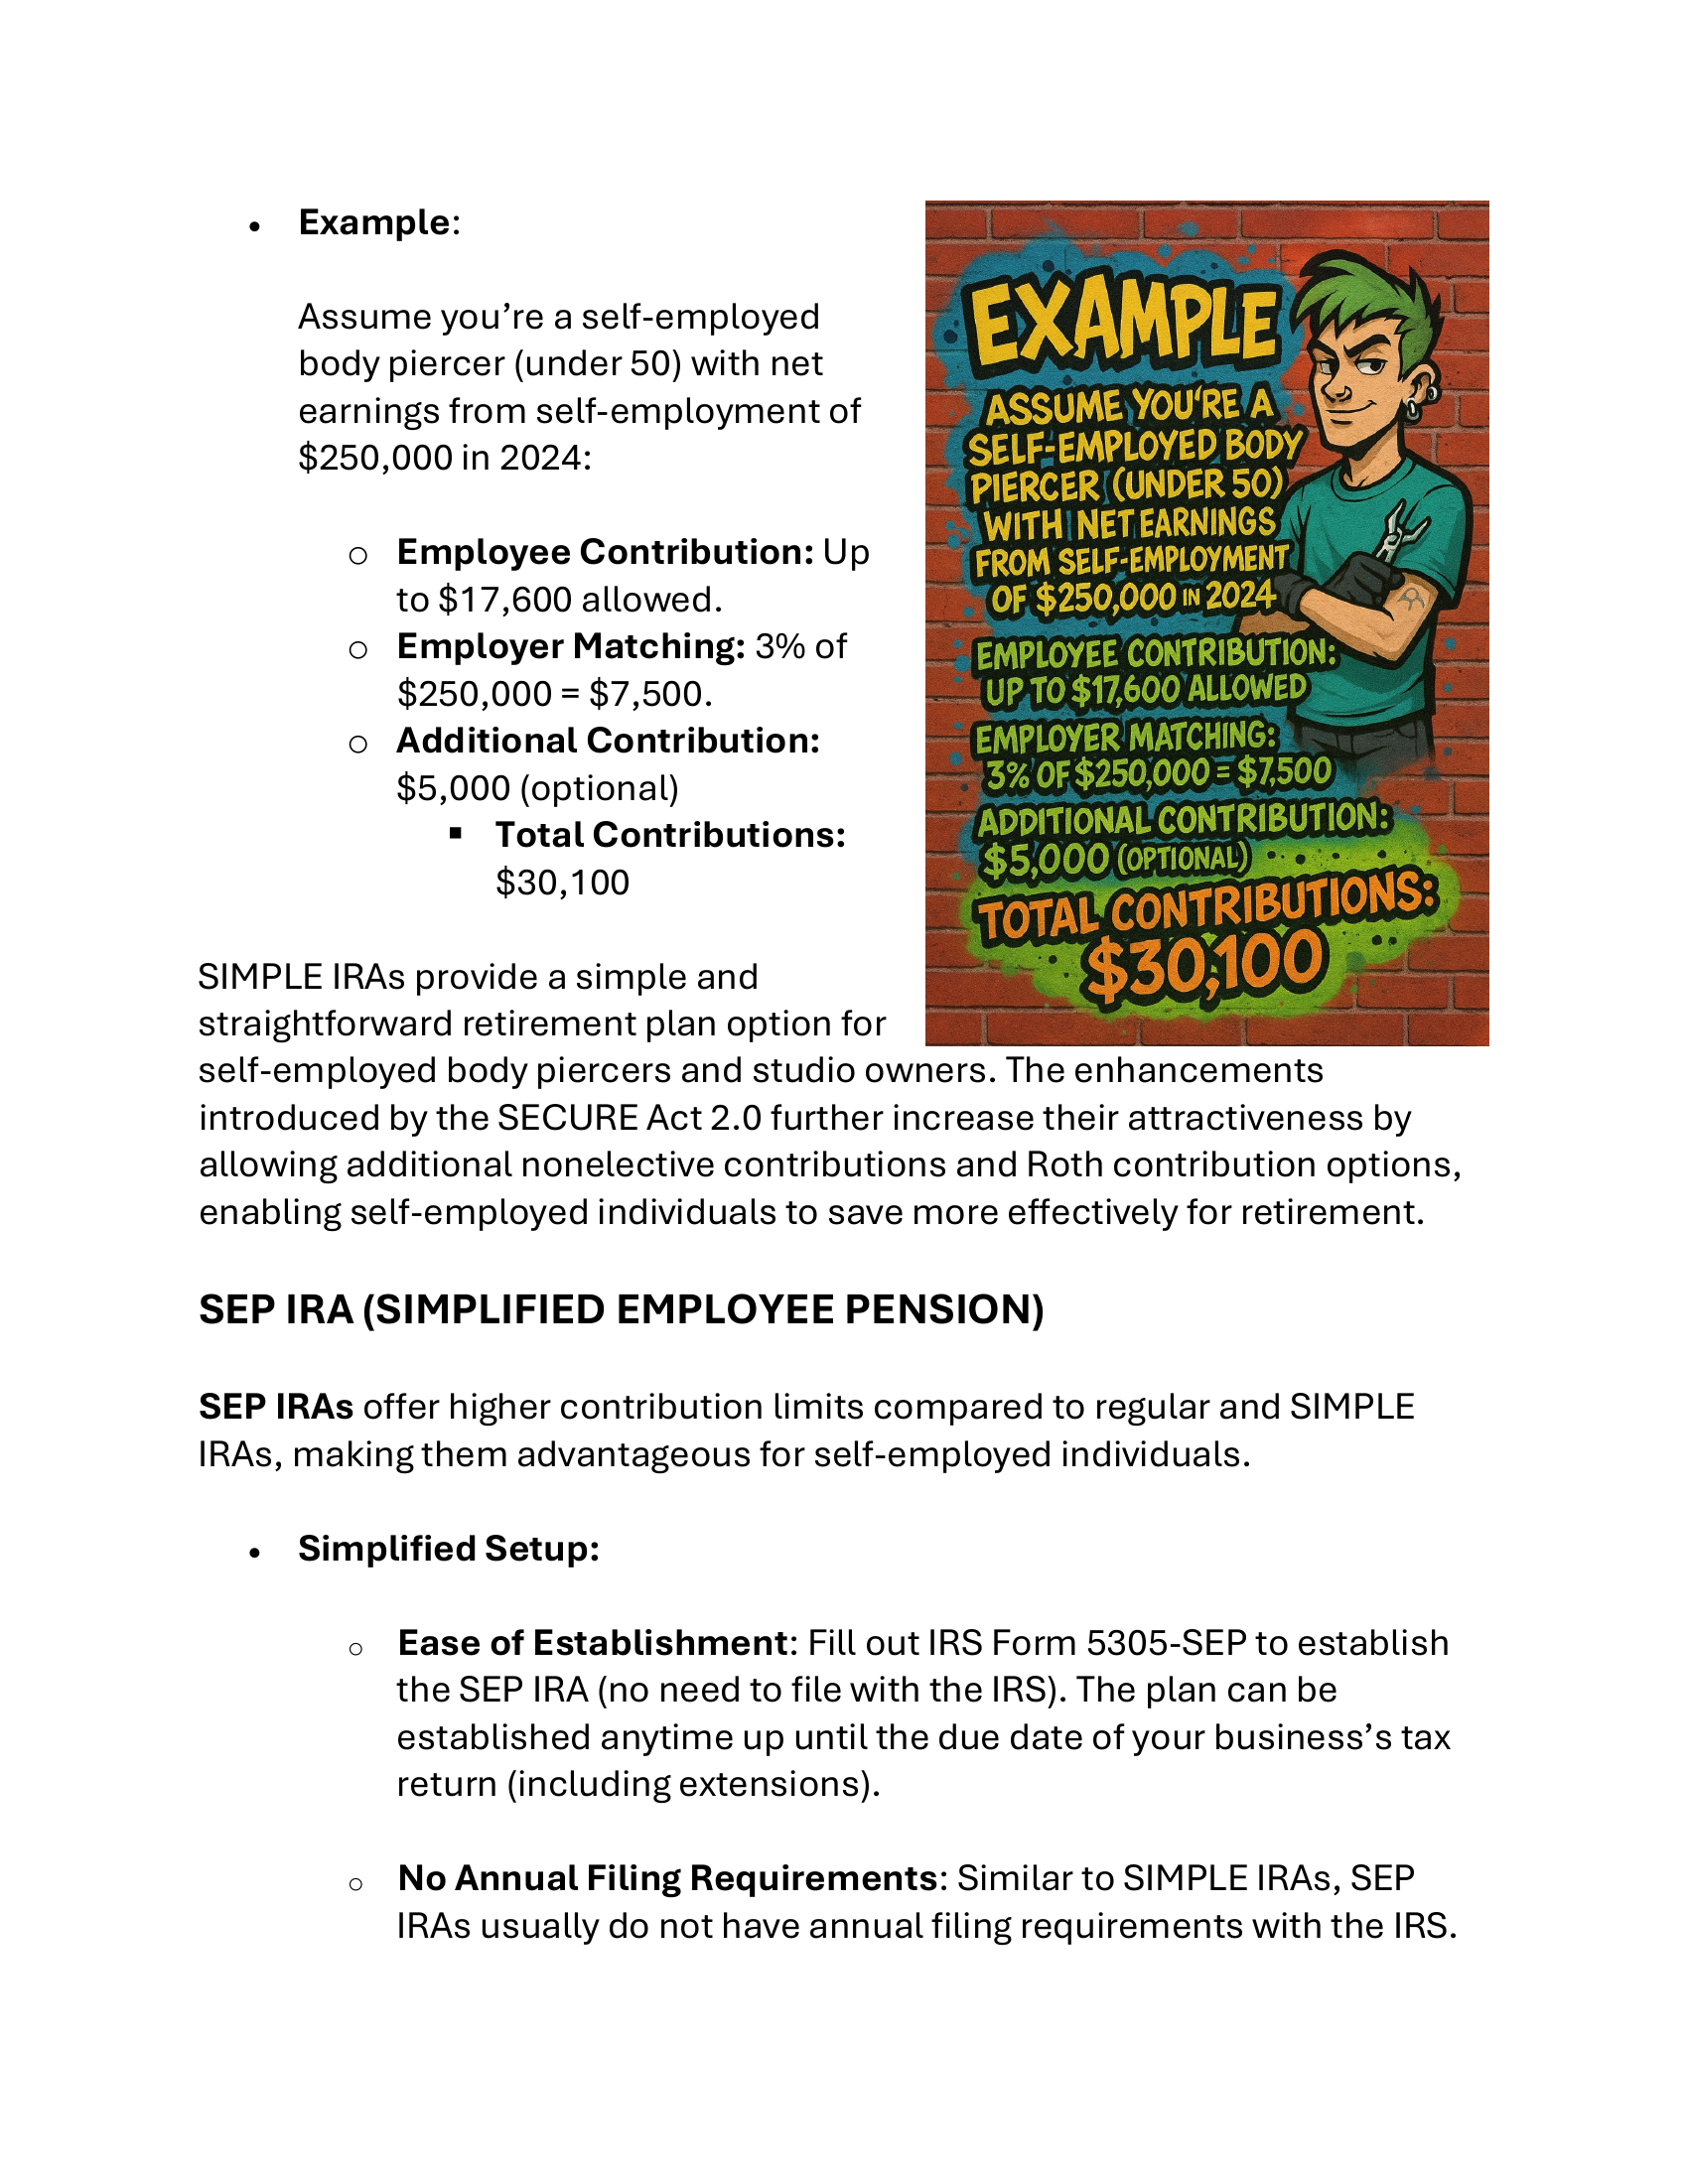 • Example:
Assume you’re a self-employed
body piercer (under 50) with net
earnings from self-employment of
$250,000 in 2024:
o Employee Contribution: Up
to $17,600 allowed.
o Employer Matching: 3% of
$250,000 = $7,500.
o Additional Contribution:
$5,000 (optional)
▪ Total Contributions:
$30,100
EXAMPLE
ASSUME YOU'RE A
SELF-EMPLOYED BODY
PIERCER (UNDER 50)
WITH NET EARNINGS
FROM SELF-EMPLOYMENT
OF $250,000 IN 2024
EMPLOYEE CONTRIBUTION:
UP TO $17,600 ALLOWED
EMPLOYER MATCHING:
3% OF $250,000 = $7,500
ADDITIONAL CONTRIBUTION:
$5,000 (OPTIONAL)
TOTAL CONTRIBUTIONS:
$30,100
SIMPLE IRAs provide a simple and
straightforward retirement plan option for
self-employed body piercers and studio owners. The enhancements
introduced by the SECURE Act 2.0 further increase their attractiveness by
allowing additional nonelective contributions and Roth contribution options,
enabling self-employed individuals to save more effectively for retirement.
SEP IRA (SIMPLIFIED EMPLOYEE PENSION)
SEP IRAs offer higher contribution limits compared to regular and SIMPLE
IRAs, making them advantageous for self-employed individuals.
• Simplified Setup:
o Ease of Establishment: Fill out IRS Form 5305-SEP to establish
the SEP IRA (no need to file with the IRS). The plan can be
established anytime up until the due date of your business’s tax
return (including extensions).
o No Annual Filing Requirements: Similar to SIMPLE IRAs, SEP
IRAs usually do not have annual filing requirements with the IRS.